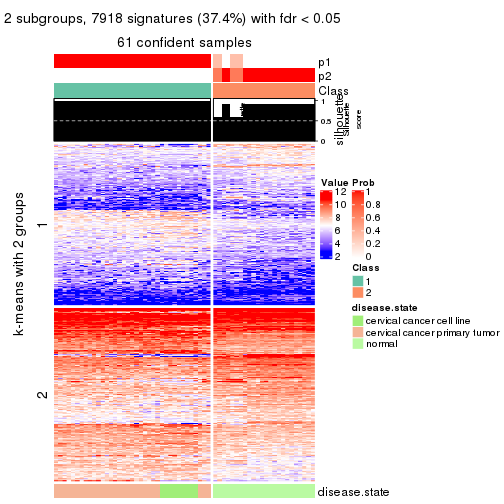 2 subgroups, 7918 signatures (37.4%) with fdr < 0.05
61 confident samples
p1
p2
Class
1
0.5
0
silhouette
Silhouette
score
k-means with 2 groups
1
2
Value
12
10
8
6
4
2
Prob
1
0.8
0.6
0.4
0.2
0
Class
1
2
disease.state
cervical cancer cell line
cervical cancer primary tumor
normal
disease.state